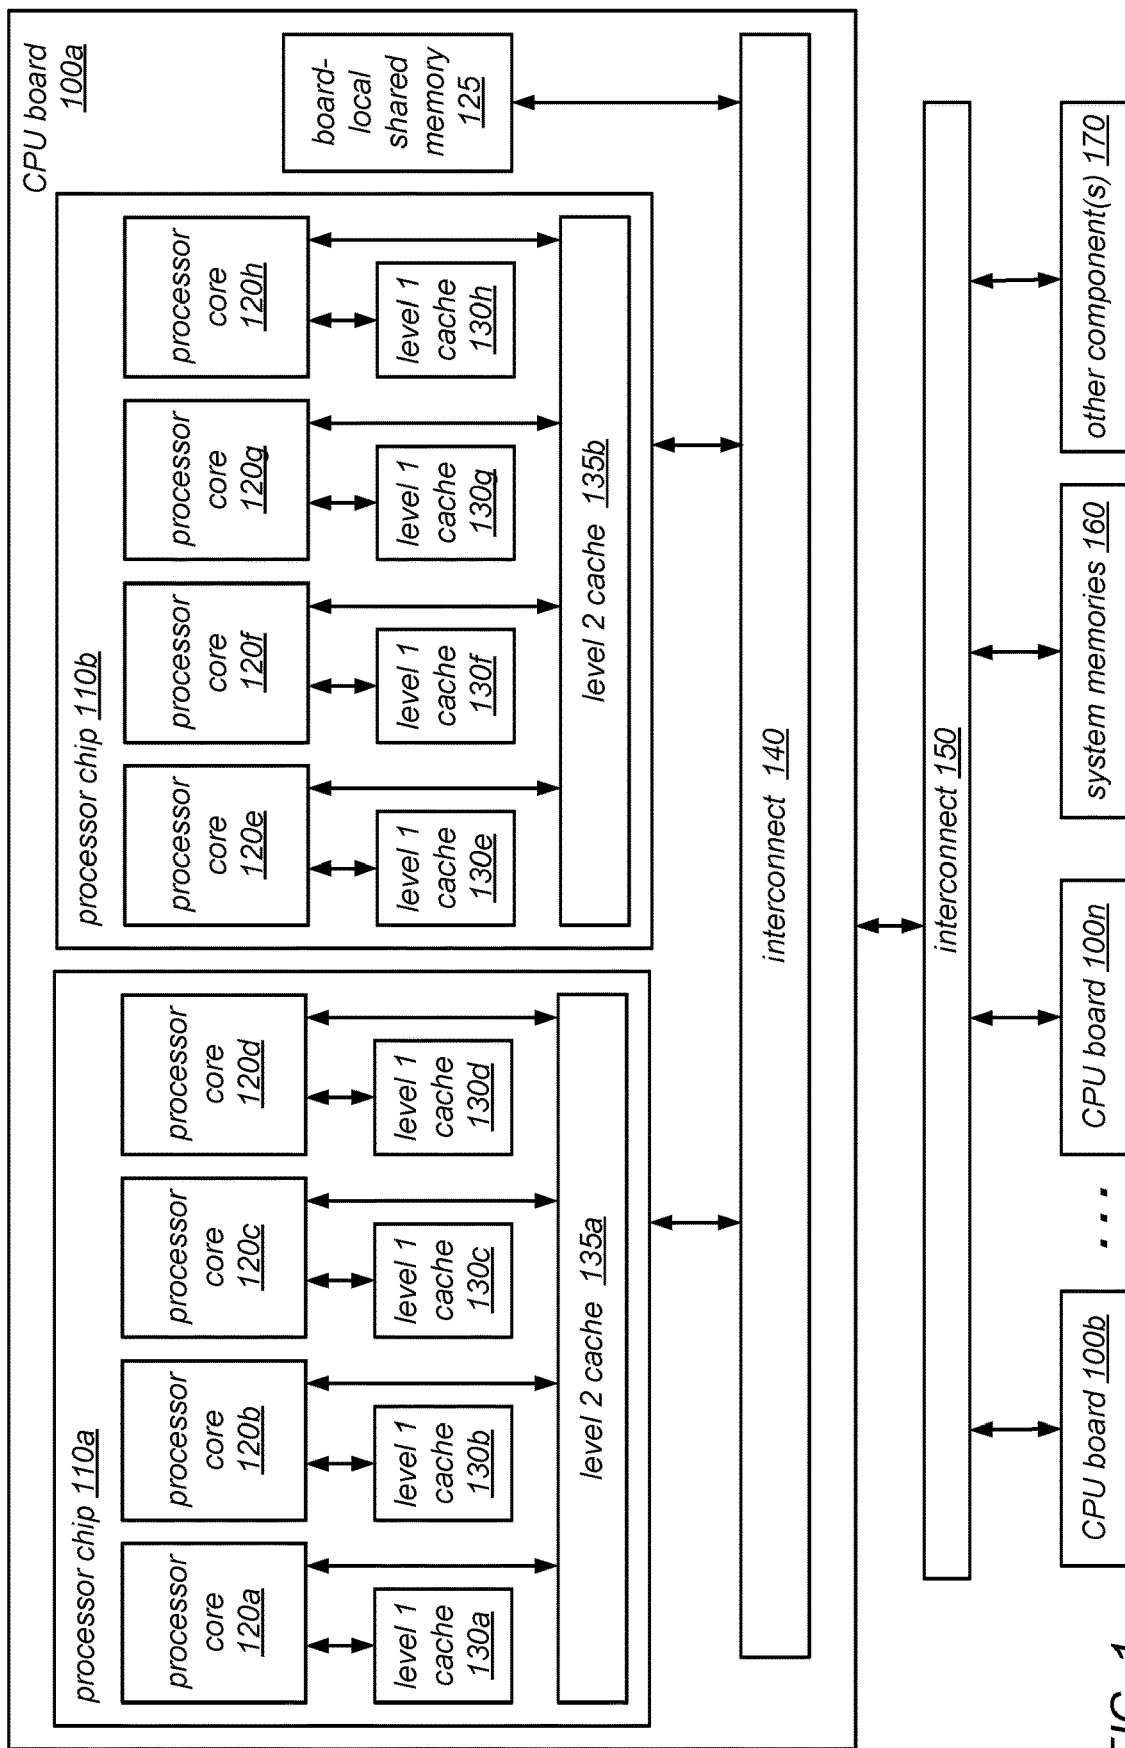 CPU board
100a
processor chip 110a
processor
core
120a
processor
core
120b
processor
core
120c
processor
core
120d
level 1
cache
130a
level 1
cache
130b
level 1
cache
130c
level 1
cache
130d
level 2 cache 135a
processor chip 110b
processor
core
120e
processor
core
120f
processor
core
120g
processor
core
120h
level 1
cache
130e
level 1
cache
130f
level 1
cache
130g
level 1
cache
130h
level 2 cache 135b
board-
local
shared
memory
125
interconnect 140
interconnect 150
CPU board 100b
. . .
CPU board 100n
system memories 160
other component(s) 170
FIG. 1